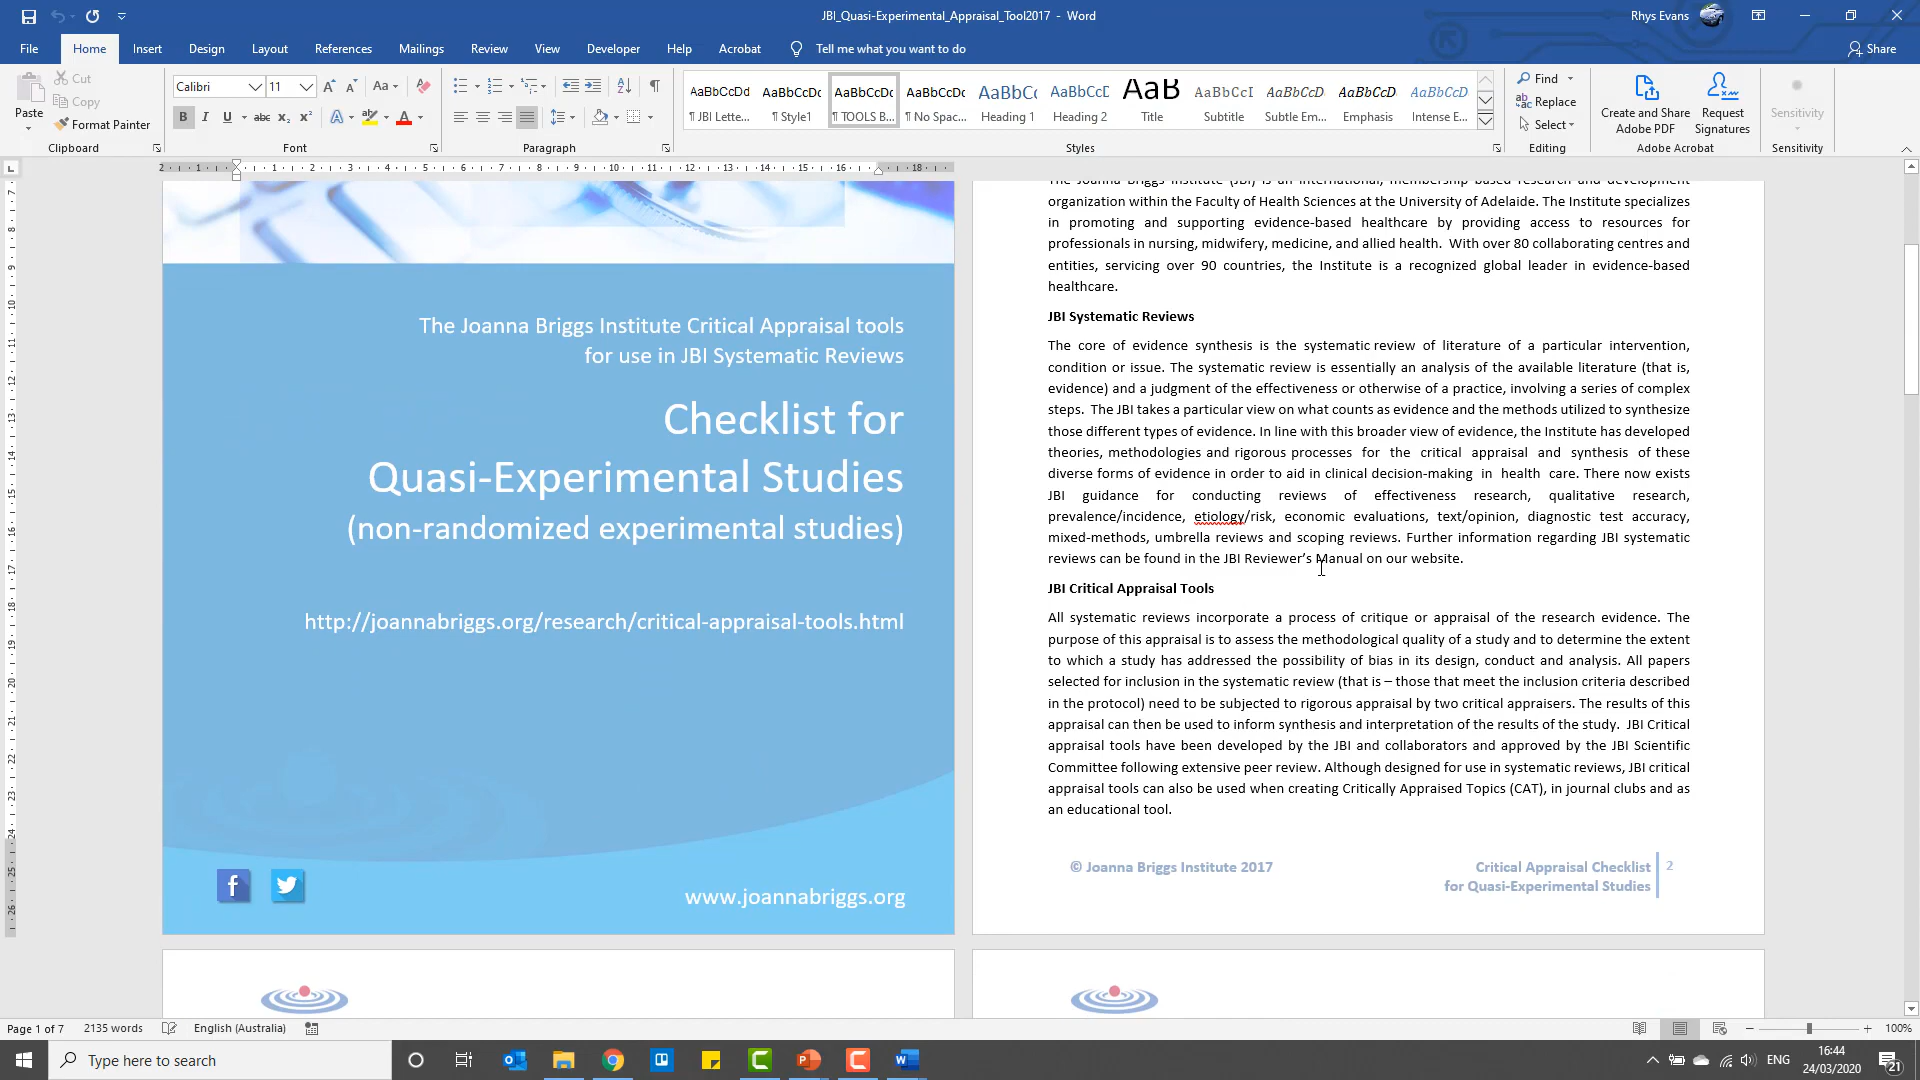 JBI_Quasi-Experimental_Appraisal_Tool2017 - Word
Rhys Evans
File Home Insert Design Layout References Mailings Review View Developer Help Acrobat Tell me what you want to do Share
Paste
Cut
Copy
Format Painter
Clipboard
Calibri 11
Font
Paragraph
AaBbCcDd ¶ JBI Lette...
AaBbCcDc ¶ Style1
AaBbCcDc ¶ TOOLS B...
AaBbCcDc ¶ No Spac...
AaBbCc Heading 1
AaBbCcD Heading 2
AaB Title
AaBbCcI Subtitle
AaBbCcD Subtle Em...
AaBbCcD Emphasis
AaBbCcD Intense E...
Styles
Find
Replace
Select
Editing
Create and Share
Adobe PDF
Request
Signatures
Adobe Acrobat
Sensitivity
Sensitivity
The Joanna Briggs Institute Critical Appraisal tools
for use in JBI Systematic Reviews
Checklist for
Quasi-Experimental Studies
(non-randomized experimental studies)
http://joannabriggs.org/research/critical-appraisal-tools.html
www.joannabriggs.org
The Joanna Briggs Institute (JBI) is an international, membership based research and development
organization within the Faculty of Health Sciences at the University of Adelaide. The Institute specializes
in promoting and supporting evidence-based healthcare by providing access to resources for
professionals in nursing, midwifery, medicine, and allied health. With over 80 collaborating centres and
entities, servicing over 90 countries, the Institute is a recognized global leader in evidence-based
healthcare.
JBI Systematic Reviews
The core of evidence synthesis is the systematic review of literature of a particular intervention,
condition or issue. The systematic review is essentially an analysis of the available literature (that is,
evidence) and a judgment of the effectiveness or otherwise of a practice, involving a series of complex
steps. The JBI takes a particular view on what counts as evidence and the methods utilized to synthesize
those different types of evidence. In line with this broader view of evidence, the Institute has developed
theories, methodologies and rigorous processes for the critical appraisal and synthesis of these
diverse forms of evidence in order to aid in clinical decision-making in health care. There now exists
JBI guidance for conducting reviews of effectiveness research, qualitative research,
prevalence/incidence, etiology/risk, economic evaluations, text/opinion, diagnostic test accuracy,
mixed-methods, umbrella reviews and scoping reviews. Further information regarding JBI systematic
reviews can be found in the JBI Reviewer’s Manual on our website.
JBI Critical Appraisal Tools
All systematic reviews incorporate a process of critique or appraisal of the research evidence. The
purpose of this appraisal is to assess the methodological quality of a study and to determine the extent
to which a study has addressed the possibility of bias in its design, conduct and analysis. All papers
selected for inclusion in the systematic review (that is – those that meet the inclusion criteria described
in the protocol) need to be subjected to rigorous appraisal by two critical appraisers. The results of this
appraisal can then be used to inform synthesis and interpretation of the results of the study. JBI Critical
appraisal tools have been developed by the JBI and collaborators and approved by the JBI Scientific
Committee following extensive peer review. Although designed for use in systematic reviews, JBI critical
appraisal tools can also be used when creating Critically Appraised Topics (CAT), in journal clubs and as
an educational tool.
© Joanna Briggs Institute 2017
Critical Appraisal Checklist 2
for Quasi-Experimental Studies
Page 1 of 7 2135 words English (Australia) 100%
Type here to search
ENG
16:44
24/03/2020
21